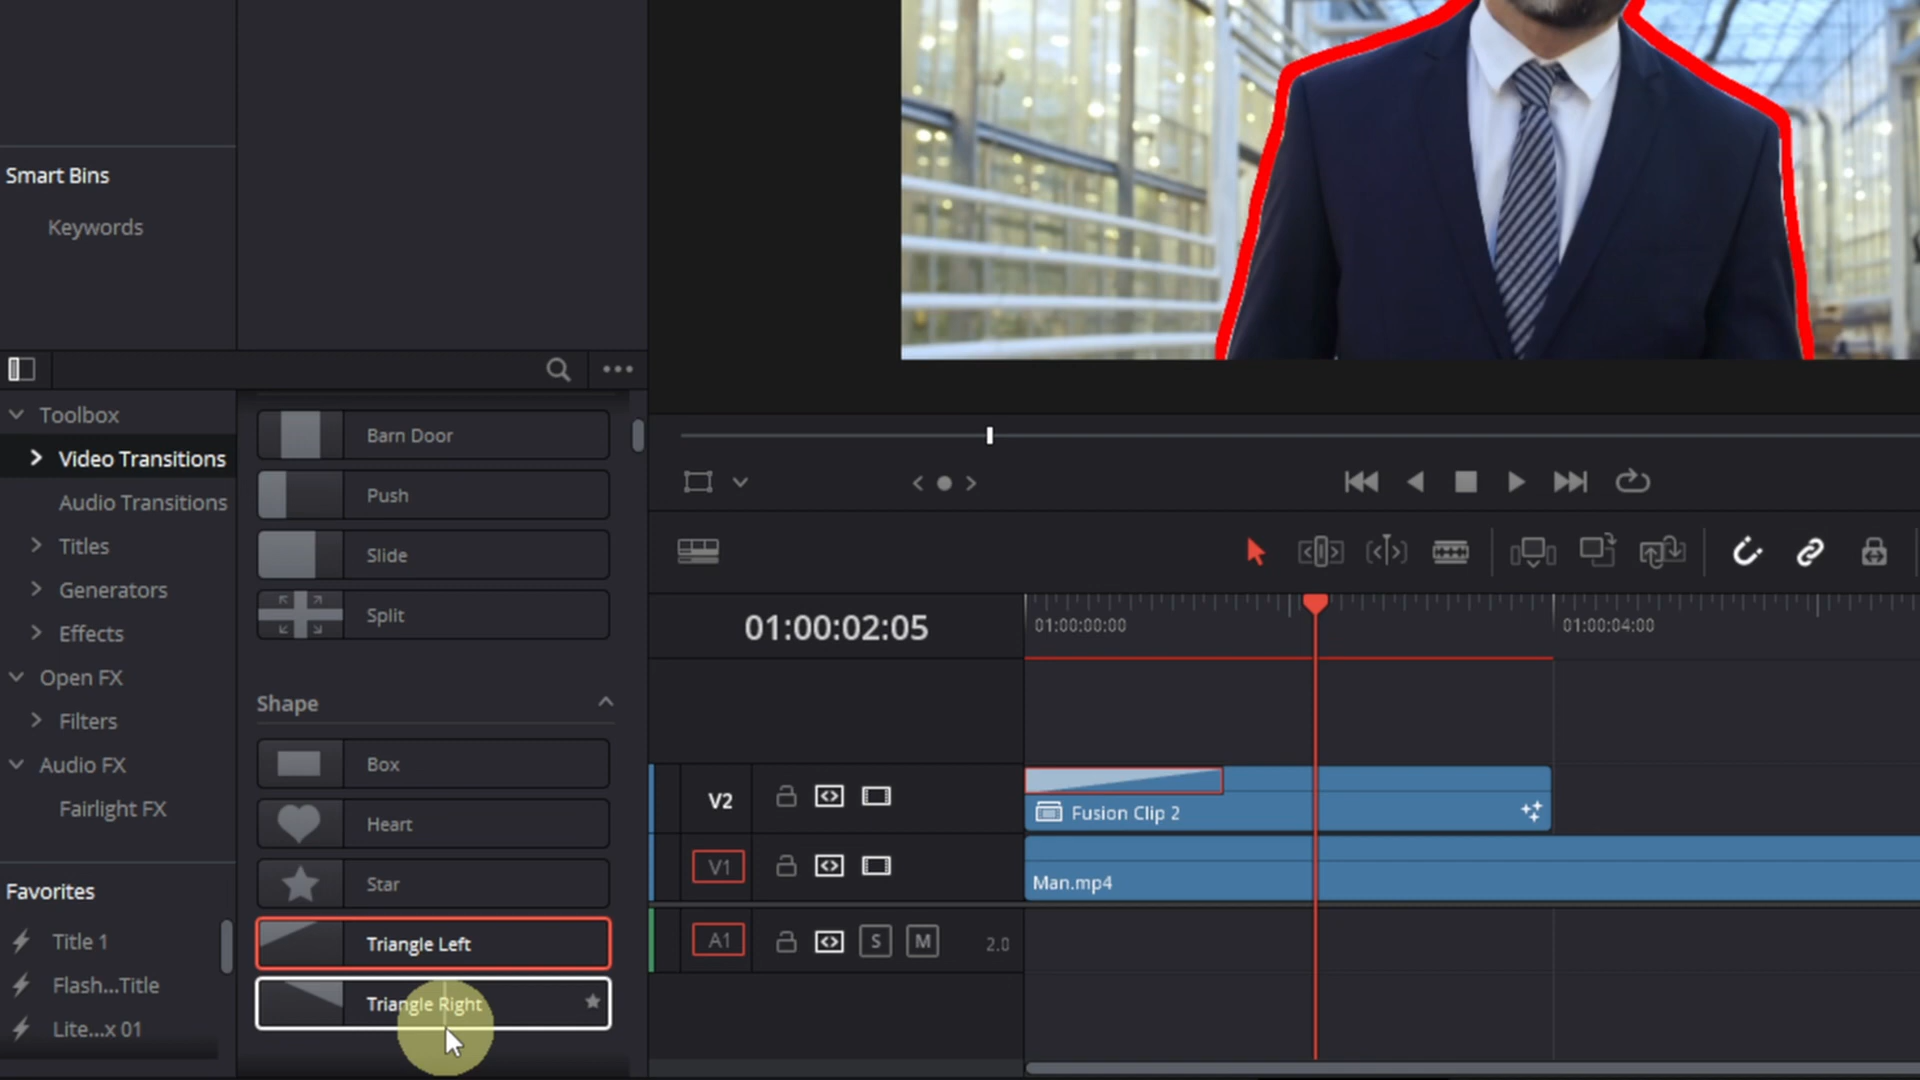 Smart Bins
Keywords
Toolbox
Video Transitions
Audio Transitions
Titles
Generators
Effects
Open FX
Filters
Audio FX
Fairlight FX
Favorites
Title 1
Flash...Title
Lite...x 01
Barn Door
Push
Slide
Split
Shape
Box
Heart
Star
Triangle Left
Triangle Right
01:00:02:05
01:00:00:00
01:00:04:00
V2
Fusion Clip 2
V1
Man.mp4
A1
S
M
2.0